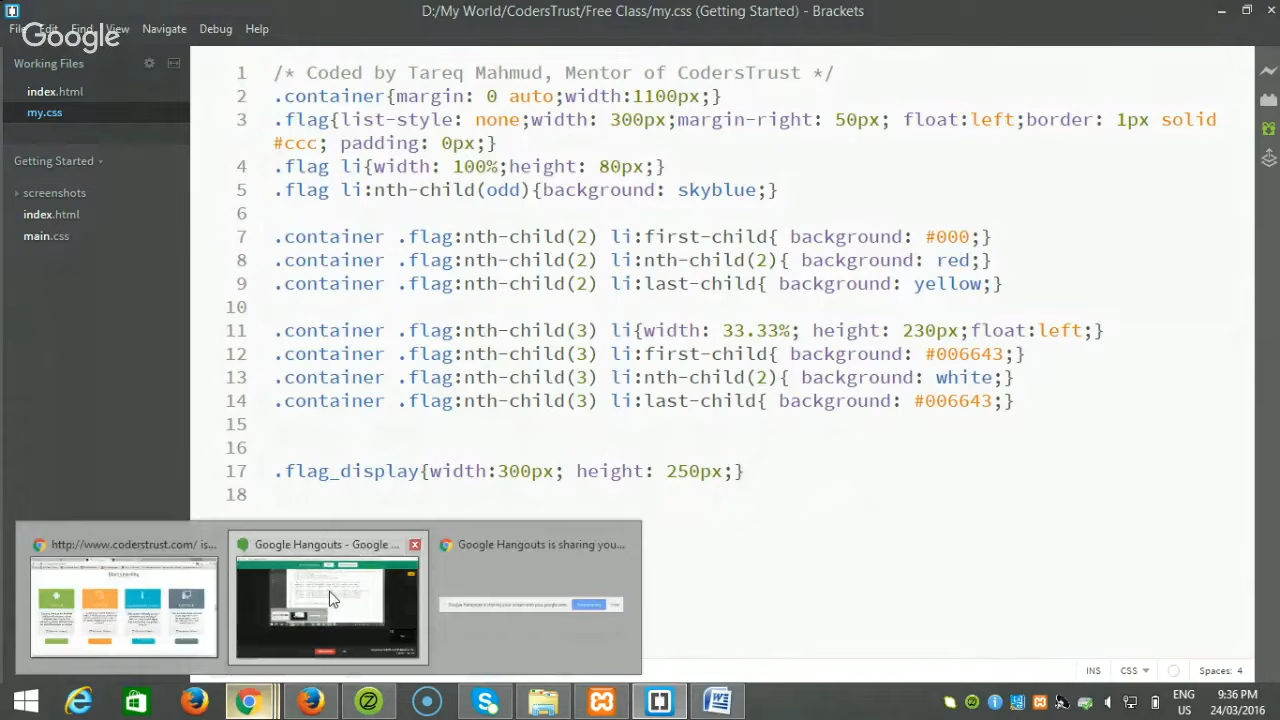 D:/My World/CodersTrust/Free Class/my.css (Getting Started) - Brackets
File Edit Find View Navigate Debug Help
Google
Working Files
index.html
my.css
Getting Started
screenshots
index.html
main.css
1 /* Coded by Tareq Mahmud, Mentor of CodersTrust */
2 .container{margin: 0 auto;width:1100px;}
3 .flag{list-style: none;width: 300px;margin-right: 50px; float:left;border: 1px solid
#ccc; padding: 0px;}
4 .flag li{width: 100%;height: 80px;}
5 .flag li:nth-child(odd){background: skyblue;}
6
7 .container .flag:nth-child(2) li:first-child{ background: #000;}
8 .container .flag:nth-child(2) li:nth-child(2){ background: red;}
9 .container .flag:nth-child(2) li:last-child{ background: yellow;}
10
11 .container .flag:nth-child(3) li{width: 33.33%; height: 230px;float:left;}
12 .container .flag:nth-child(3) li:first-child{ background: #006643;}
13 .container .flag:nth-child(3) li:nth-child(2){ background: white;}
14 .container .flag:nth-child(3) li:last-child{ background: #006643;}
15
16
17 .flag_display{width:300px; height: 250px;}
18
http://www.coderstrust.com/ is...
Google Hangouts - Google ...
Google Hangouts is sharing you...
INS CSS Spaces: 4
ENG 9:36 PM
US 24/03/2016